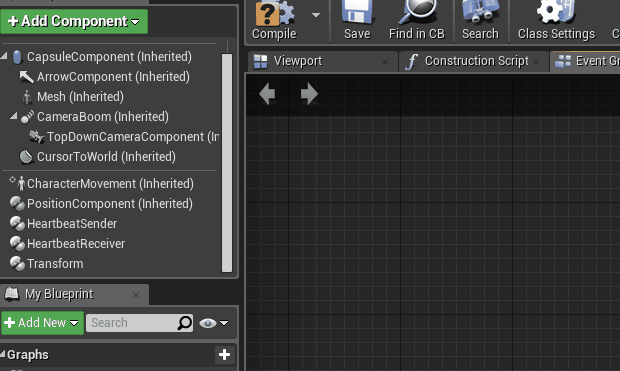 Add Component
CapsuleComponent (Inherited)
ArrowComponent (Inherited)
Mesh (Inherited)
CameraBoom (Inherited)
TopDownCameraComponent (Ir
CursorToWorld (Inherited)
CharacterMovement (Inherited)
PositionComponent (Inherited)
HeartbeatSender
HeartbeatReceiver
Transform
My Blueprint
Add New
Search
Graphs
Compile
Save
Find in CB
Search
Class Settings
C
Viewport
Construction Script
Event Gr